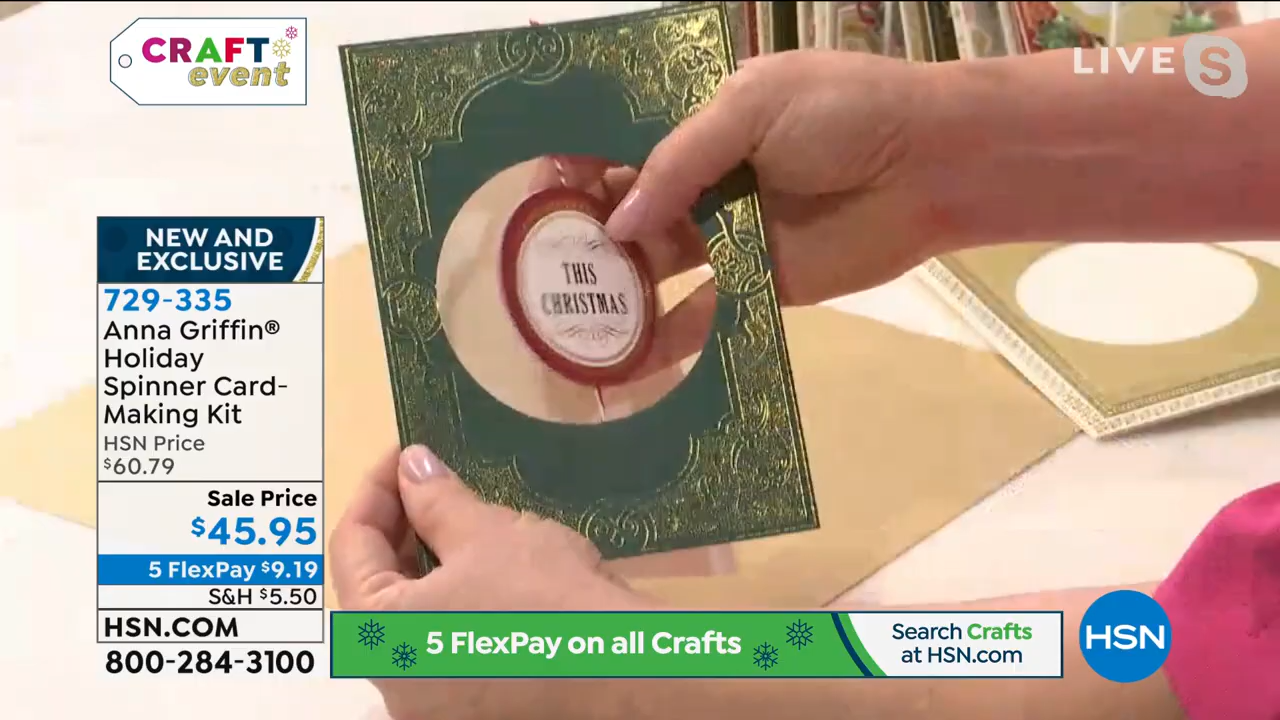 CRAFT
event
LIVE S
NEW AND
EXCLUSIVE
729-335
Anna Griffin®
Holiday
Spinner Card-
Making Kit
HSN Price
$60.79
Sale Price
$45.95
5 FlexPay $9.19
S&H $5.50
HSN.COM
800-284-3100
THIS
CHRISTMAS
5 FlexPay on all Crafts
Search Crafts
at HSN.com
HSN